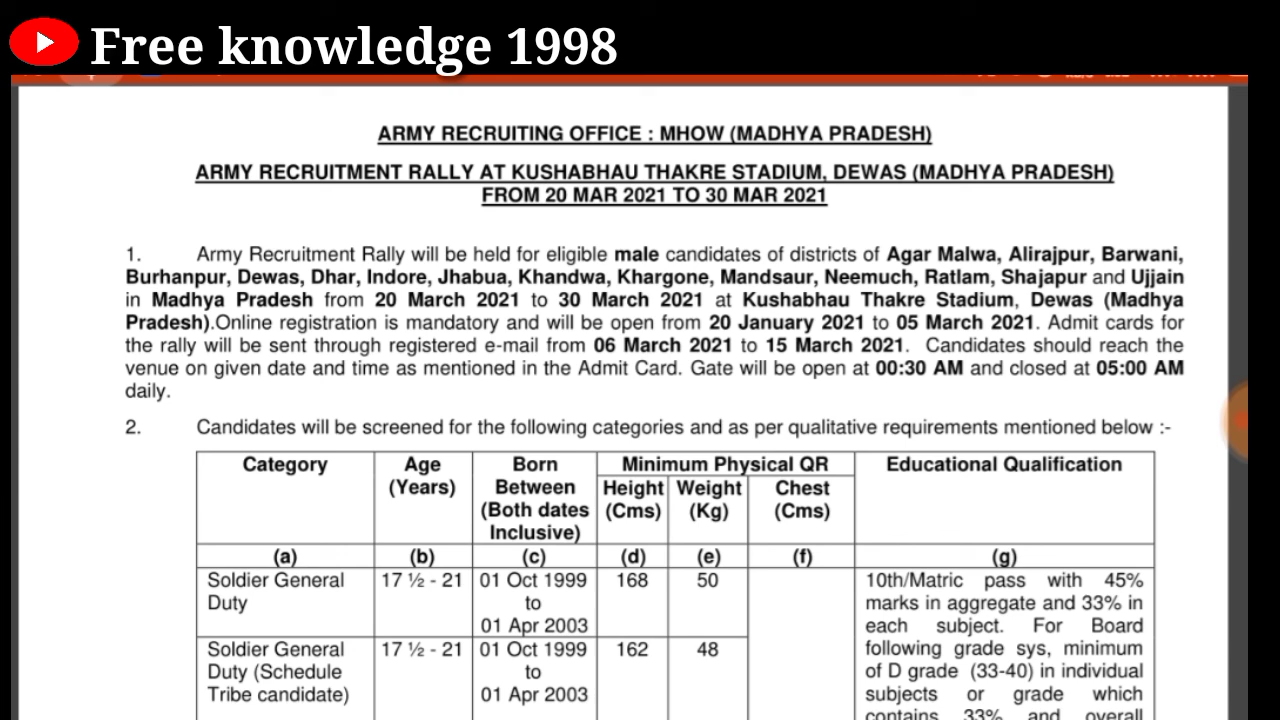 Free knowledge 1998
ARMY RECRUITING OFFICE : MHOW (MADHYA PRADESH)
ARMY RECRUITMENT RALLY AT KUSHABHAU THAKRE STADIUM, DEWAS (MADHYA PRADESH)
FROM 20 MAR 2021 TO 30 MAR 2021
1. Army Recruitment Rally will be held for eligible male candidates of districts of Agar Malwa, Alirajpur, Barwani,
Burhanpur, Dewas, Dhar, Indore, Jhabua, Khandwa, Khargone, Mandsaur, Neemuch, Ratlam, Shajapur and Ujjain
in Madhya Pradesh from 20 March 2021 to 30 March 2021 at Kushabhau Thakre Stadium, Dewas (Madhya
Pradesh).Online registration is mandatory and will be open from 20 January 2021 to 05 March 2021. Admit cards for
the rally will be sent through registered e-mail from 06 March 2021 to 15 March 2021. Candidates should reach the
venue on given date and time as mentioned in the Admit Card. Gate will be open at 00:30 AM and closed at 05:00 AM
daily.
2. Candidates will be screened for the following categories and as per qualitative requirements mentioned below :-
Category Age Born Minimum Physical QR Educational Qualification
(Years) Between Height Weight Chest
(Both dates (Cms) (Kg) (Cms)
Inclusive)
(a) (b) (c) (d) (e) (f) (g)
Soldier General 17 ½ - 21 01 Oct 1999 168 50 10th/Matric pass with 45%
Duty to marks in aggregate and 33% in
01 Apr 2003 each subject. For Board
Soldier General 17 ½ - 21 01 Oct 1999 162 48 following grade sys, minimum
Duty (Schedule to of D grade (33-40) in individual
Tribe candidate) 01 Apr 2003 subjects or grade which
contains 33% and overall